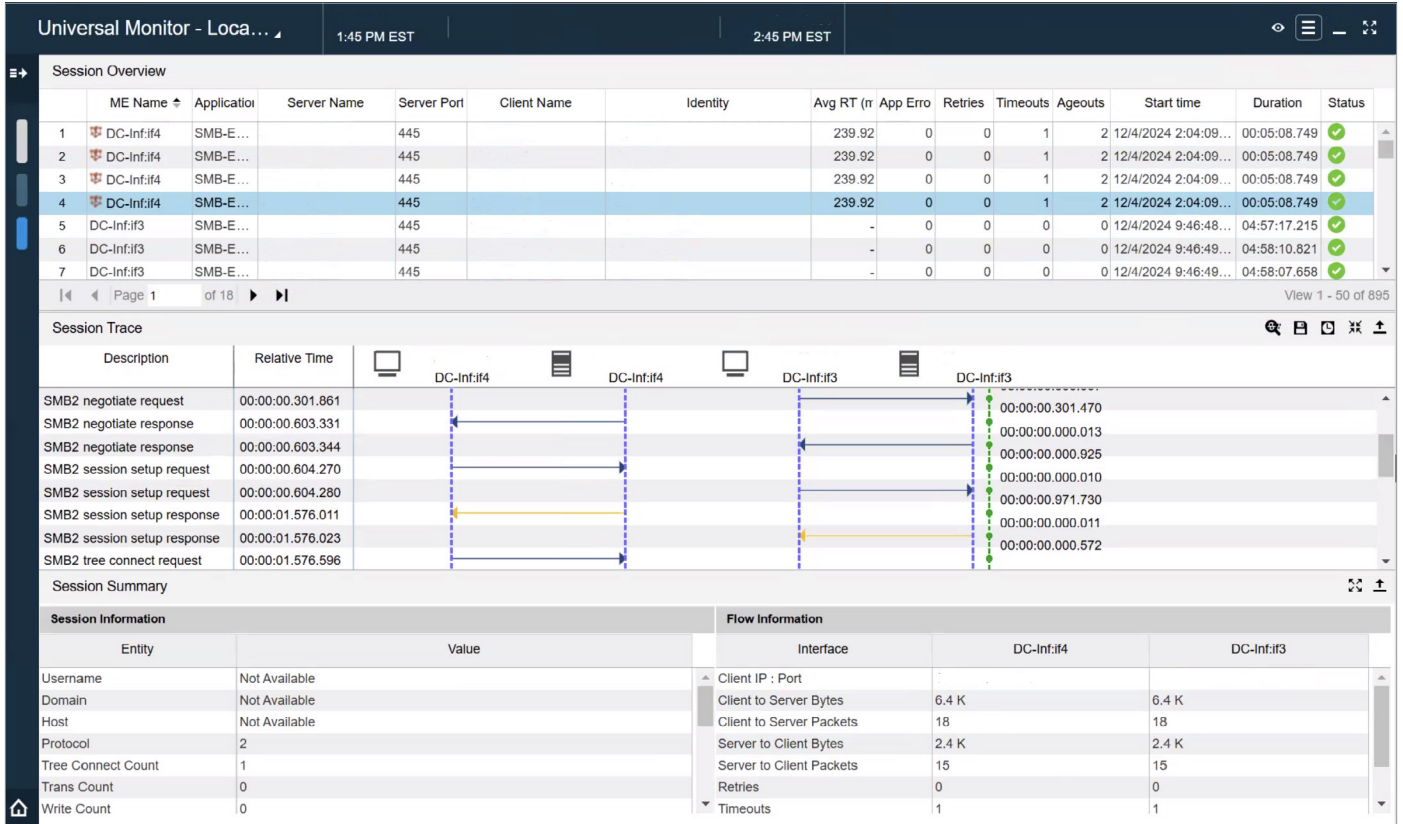 Universal Monitor - Loca...
1:45 PM EST
2:45 PM EST
Session Overview
ME Name Application Server Name Server Port Client Name Identity Avg RT (m App Erro Retries Timeouts Ageouts Start time Duration Status
1 DC-Inf:if4 SMB-E... 445 239.92 0 0 1 2 12/4/2024 2:04:09... 00:05:08.749
2 DC-Inf:if4 SMB-E... 445 239.92 0 0 1 2 12/4/2024 2:04:09... 00:05:08.749
3 DC-Inf:if4 SMB-E... 445 239.92 0 0 1 2 12/4/2024 2:04:09... 00:05:08.749
4 DC-Inf:if4 SMB-E... 445 239.92 0 0 1 2 12/4/2024 2:04:09... 00:05:08.749
5 DC-Inf:if3 SMB-E... 445 - 0 0 0 0 12/4/2024 9:46:48... 04:57:17.215
6 DC-Inf:if3 SMB-E... 445 - 0 0 0 0 12/4/2024 9:46:49... 04:58:10.821
7 DC-Inf:if3 SMB-E... 445 - 0 0 0 0 12/4/2024 9:46:49... 04:58:07.658
Page 1 of 18
View 1 - 50 of 895
Session Trace
Description Relative Time DC-Inf:if4 DC-Inf:if4 DC-Inf:if3 DC-Inf:if3
SMB2 negotiate request 00:00:00.301.861
00:00:00.301.470
SMB2 negotiate response 00:00:00.603.331
00:00:00.000.013
SMB2 negotiate response 00:00:00.603.344
00:00:00.000.925
SMB2 session setup request 00:00:00.604.270
00:00:00.000.010
SMB2 session setup request 00:00:00.604.280
00:00:00.971.730
SMB2 session setup response 00:00:01.576.011
00:00:00.000.011
SMB2 session setup response 00:00:01.576.023
00:00:00.000.572
SMB2 tree connect request 00:00:01.576.596
Session Summary
Session Information
Entity Value
Username Not Available
Domain Not Available
Host Not Available
Protocol 2
Tree Connect Count 1
Trans Count 0
Write Count 0
Flow Information
Interface DC-Inf:if4 DC-Inf:if3
Client IP : Port
Client to Server Bytes 6.4 K 6.4 K
Client to Server Packets 18 18
Server to Client Bytes 2.4 K 2.4 K
Server to Client Packets 15 15
Retries 0 0
Timeouts 1 1